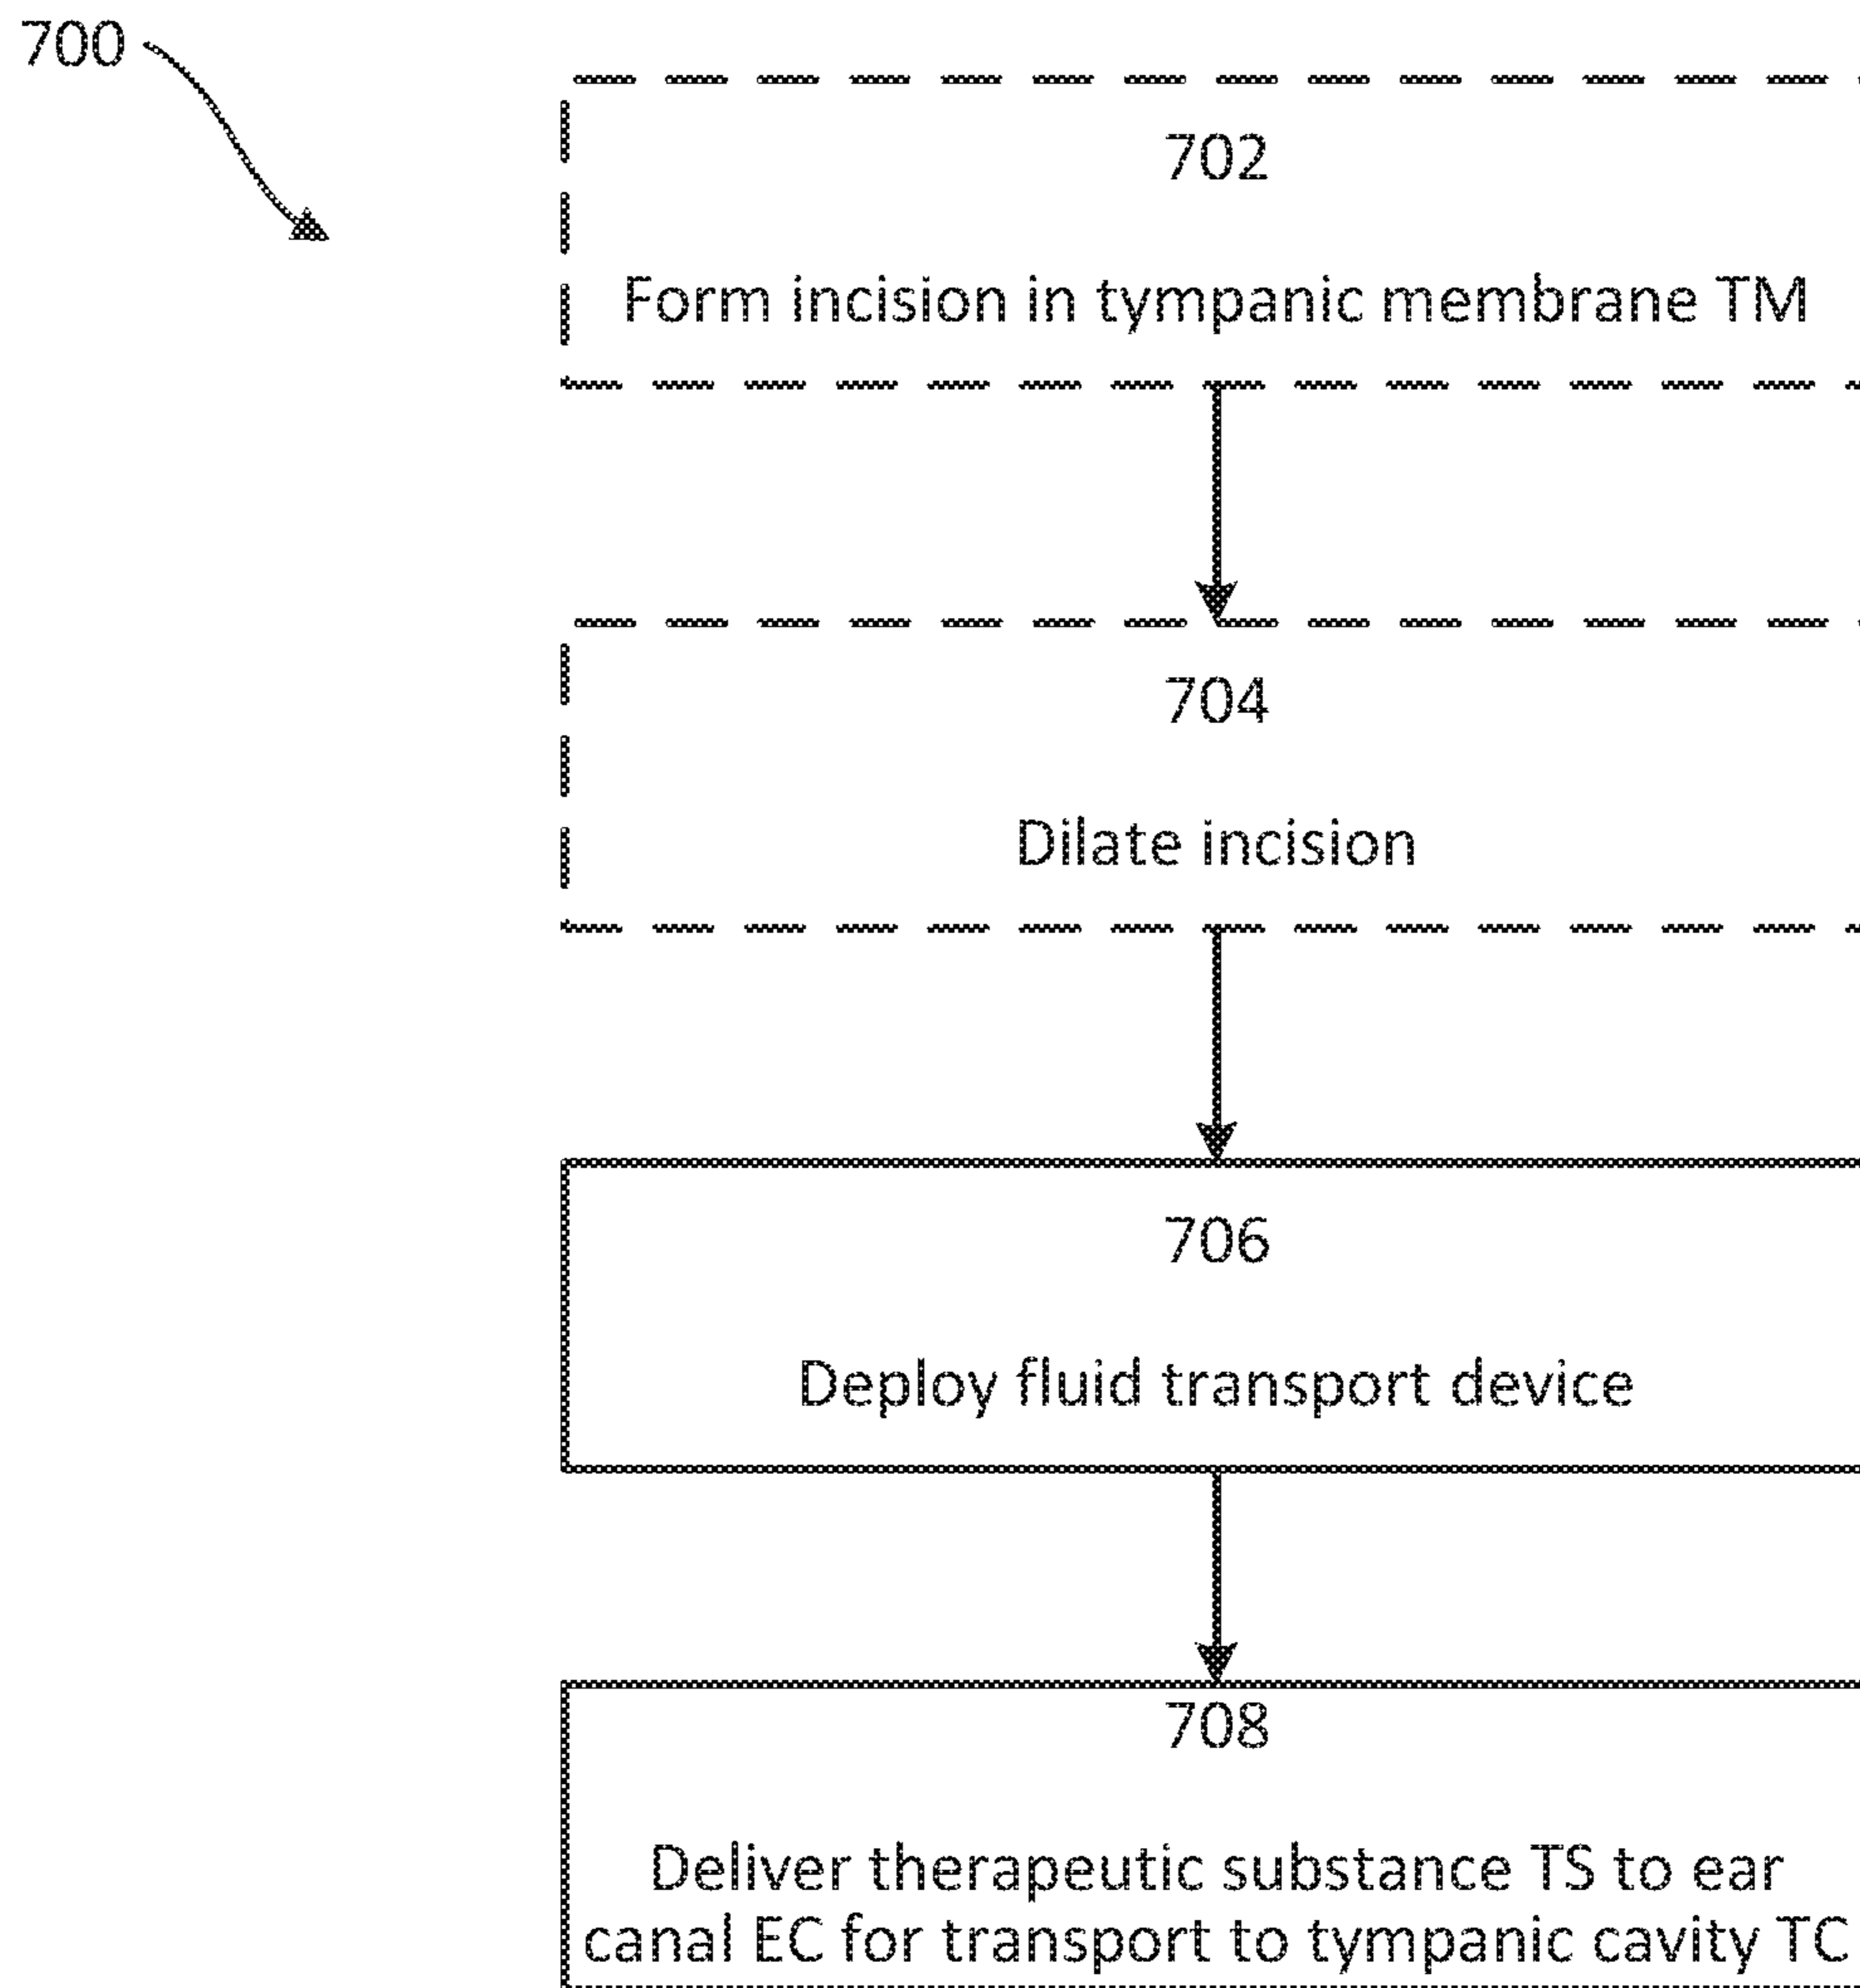 700
702
Form incision in tympanic membrane TM
704
Dilate incision
706
Deploy fluid transport device
708
Deliver therapeutic substance TS to ear
canal EC for transport to tympanic cavity TC